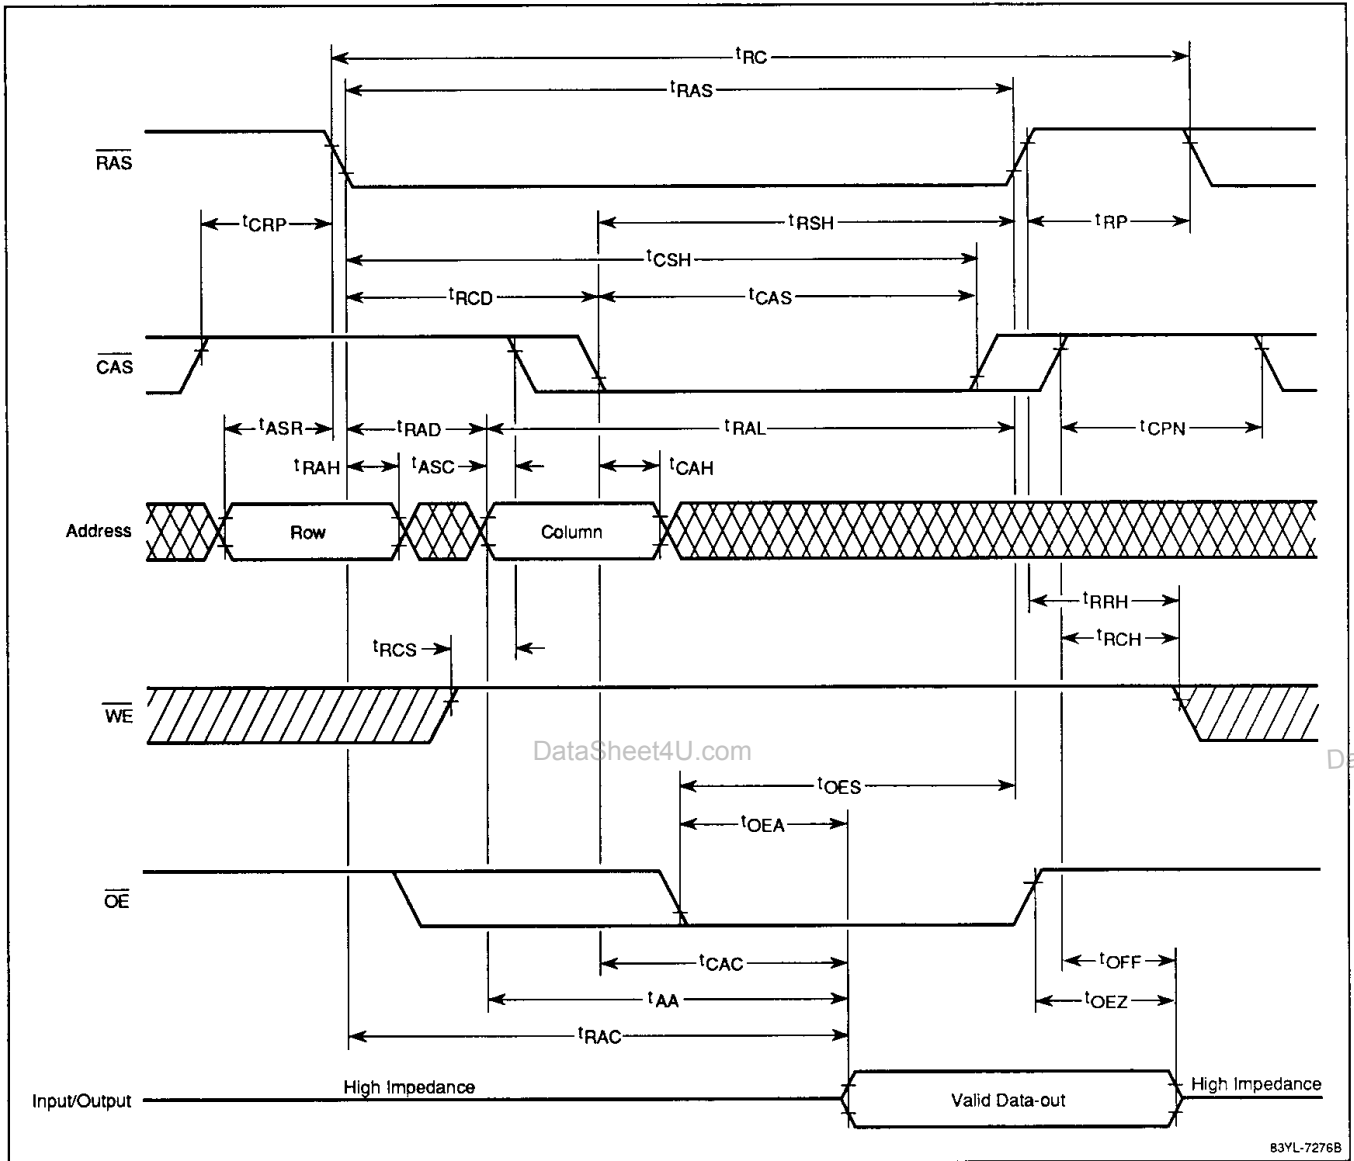 tRC
tRAS
RAS
tCRP
tRSH
tRP
tCSH
tRCD
tCAS
CAS
tASR
tRAD
tRAL
tCPN
tRAH
tASC
tCAH
Address
Row
Column
tRRH
tRCS
tRCH
WE
DataSheet4U.com
Da
tOES
tOEA
OE
tCAC
tOFF
tAA
tOEZ
tRAC
High Impedance
High Impedance
Input/Output
Valid Data-out
83YL-7276B